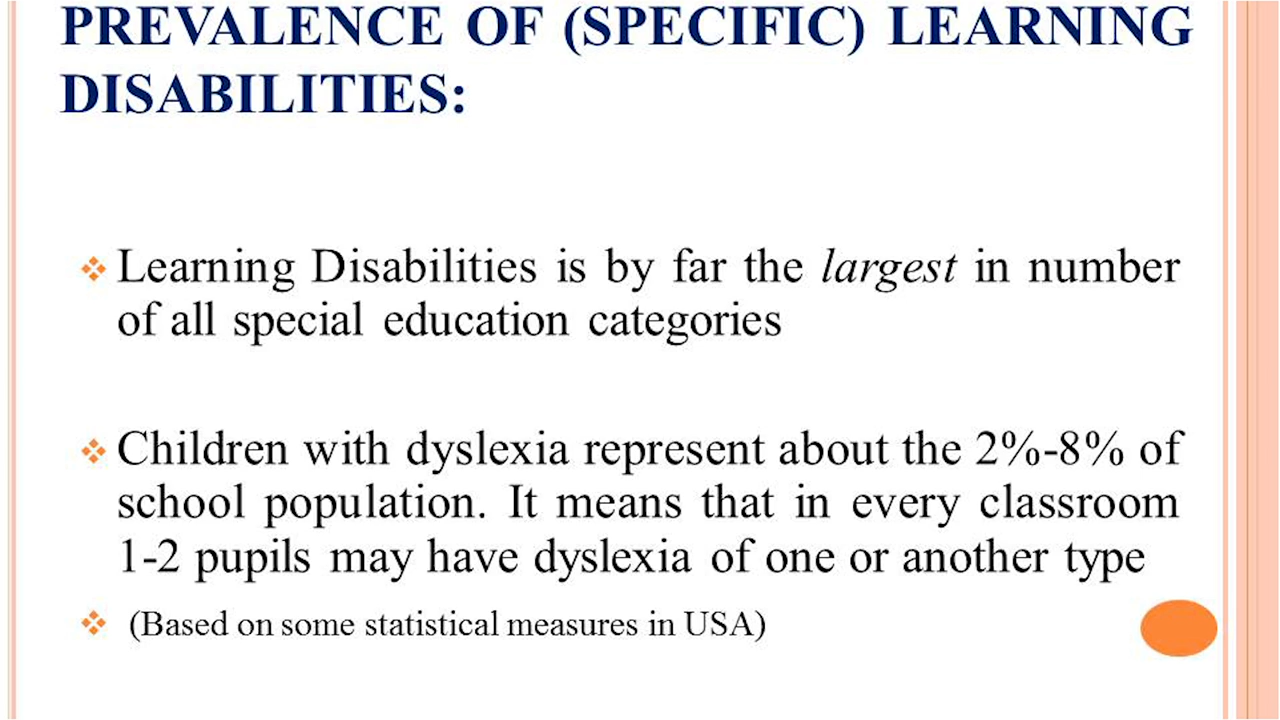 PREVALENCE OF (SPECIFIC) LEARNING
DISABILITIES:
Learning Disabilities is by far the largest in number
of all special education categories
Children with dyslexia represent about the 2%-8% of
school population. It means that in every classroom
1-2 pupils may have dyslexia of one or another type
(Based on some statistical measures in USA)